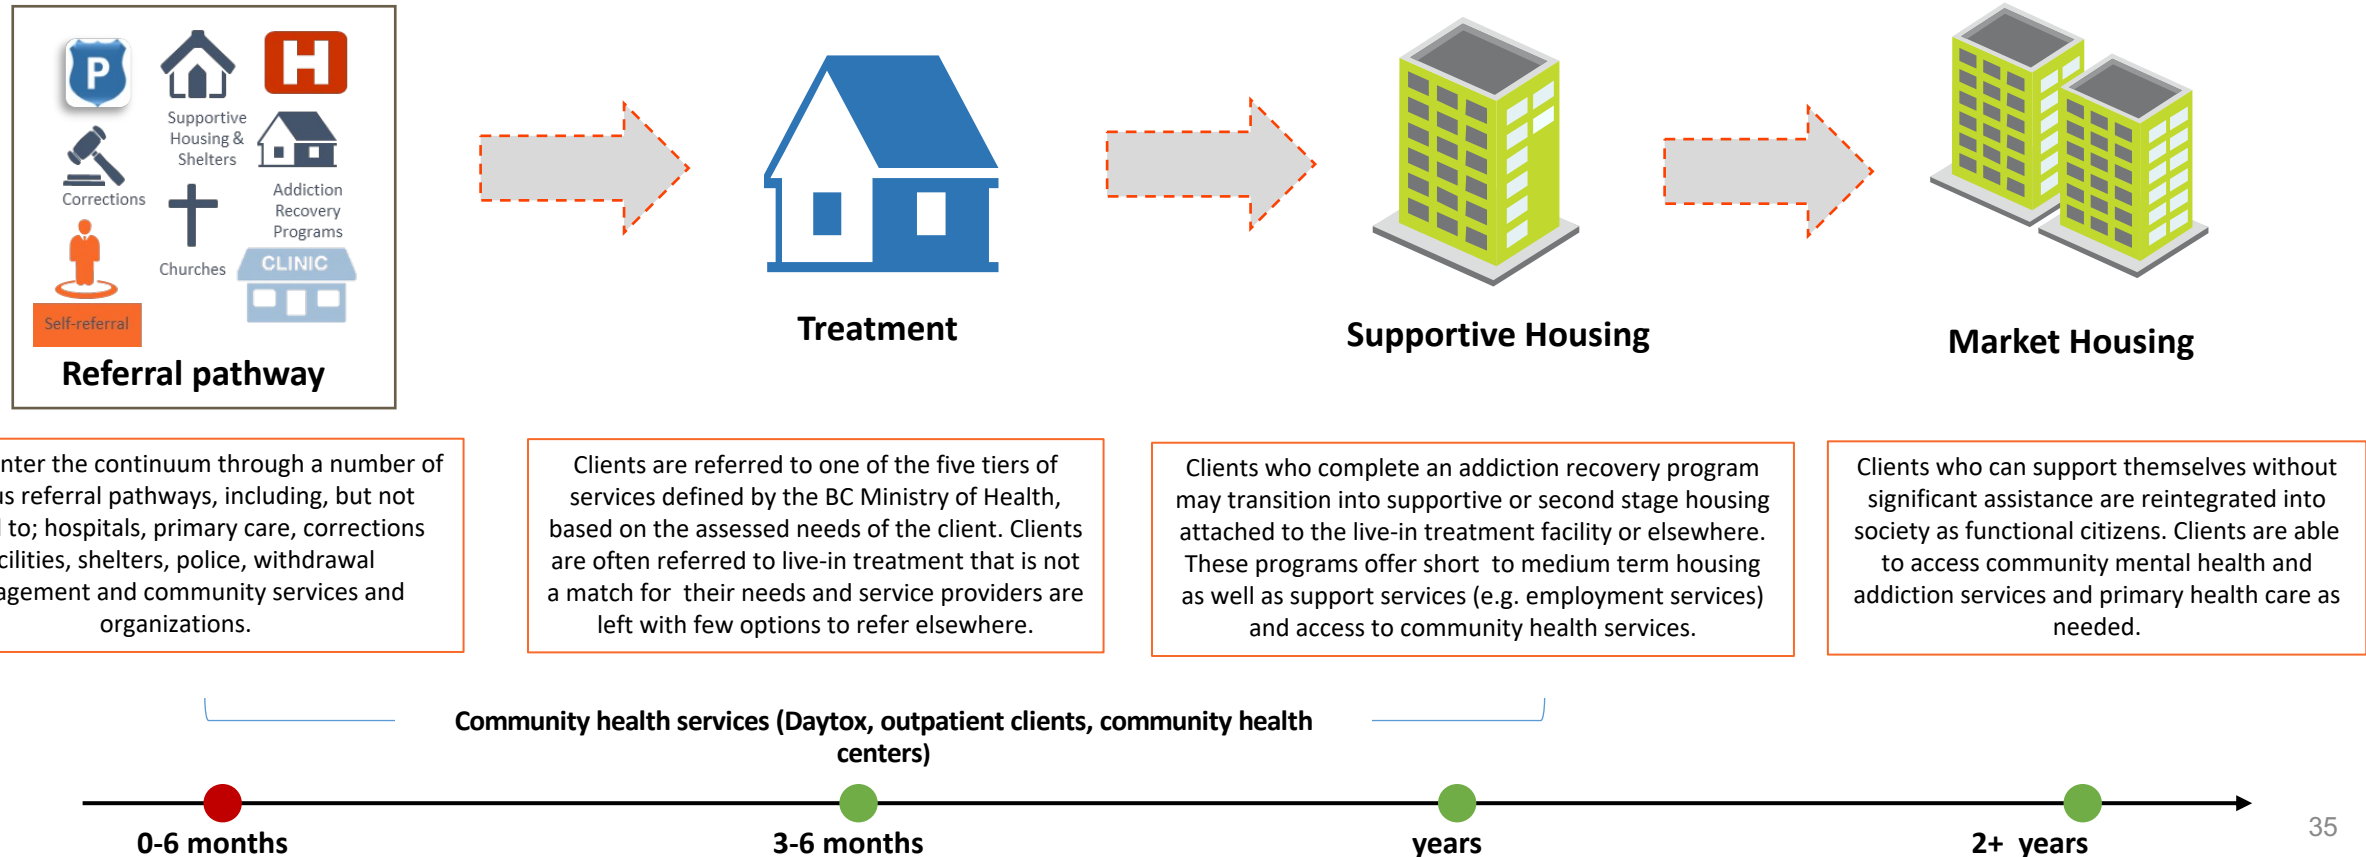 P
H
Supportive
Housing &
Shelters
Corrections
Addiction
Recovery
Programs
Churches
CLINIC
Self-referral
Referral pathway
Treatment
Supportive Housing
Market Housing
nter the continuum through a number of
us referral pathways, including, but not
d to; hospitals, primary care, corrections
cilities, shelters, police, withdrawal
agement and community services and
organizations.
Clients are referred to one of the five tiers of
services defined by the BC Ministry of Health,
based on the assessed needs of the client. Clients
are often referred to live-in treatment that is not
a match for their needs and service providers are
left with few options to refer elsewhere.
Clients who complete an addiction recovery program
may transition into supportive or second stage housing
attached to the live-in treatment facility or elsewhere.
These programs offer short to medium term housing
as well as support services (e.g. employment services)
and access to community health services.
Clients who can support themselves without
significant assistance are reintegrated into
society as functional citizens. Clients are able
to access community mental health and
addiction services and primary health care as
needed.
Community health services (Daytox, outpatient clients, community health
centers)
0-6 months
3-6 months
years
2+ years
35